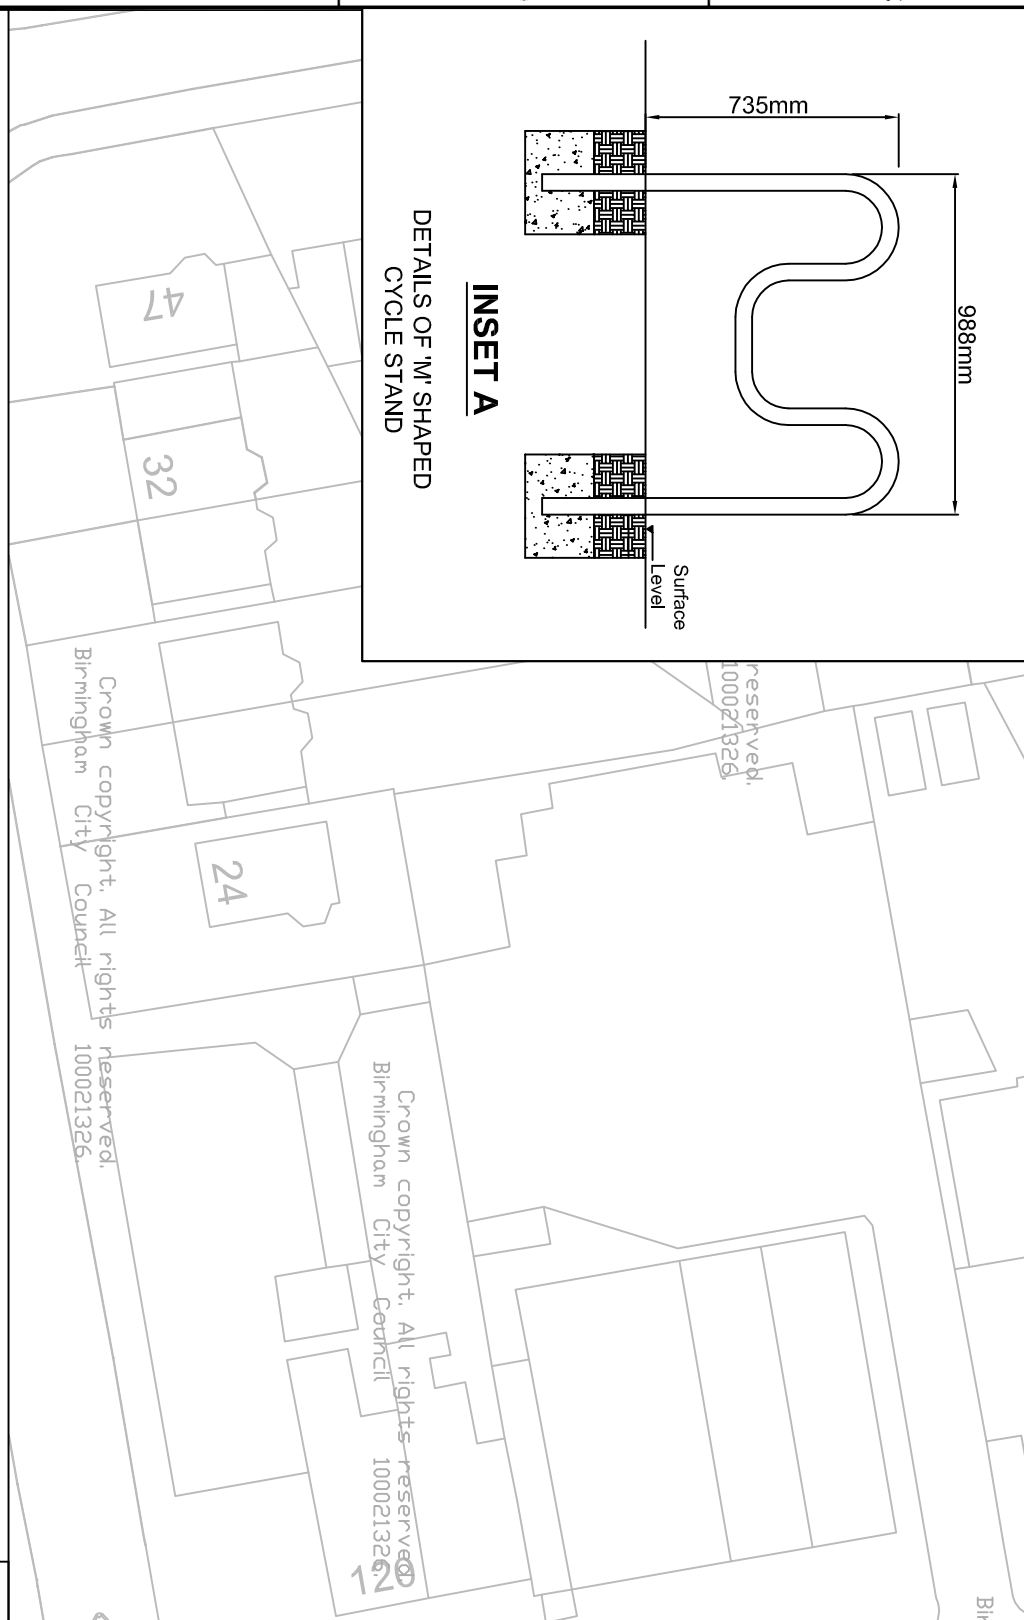 735mm
988mm
Surface
Level
INSET A
DETAILS OF 'M' SHAPED
CYCLE STAND
47
32
24
120
reserved.
100021326.
Crown copyright. All rights reserved.
Birmingham City Council 100021326.
Crown copyright. All rights reserved.
Birmingham City Council 100021326.